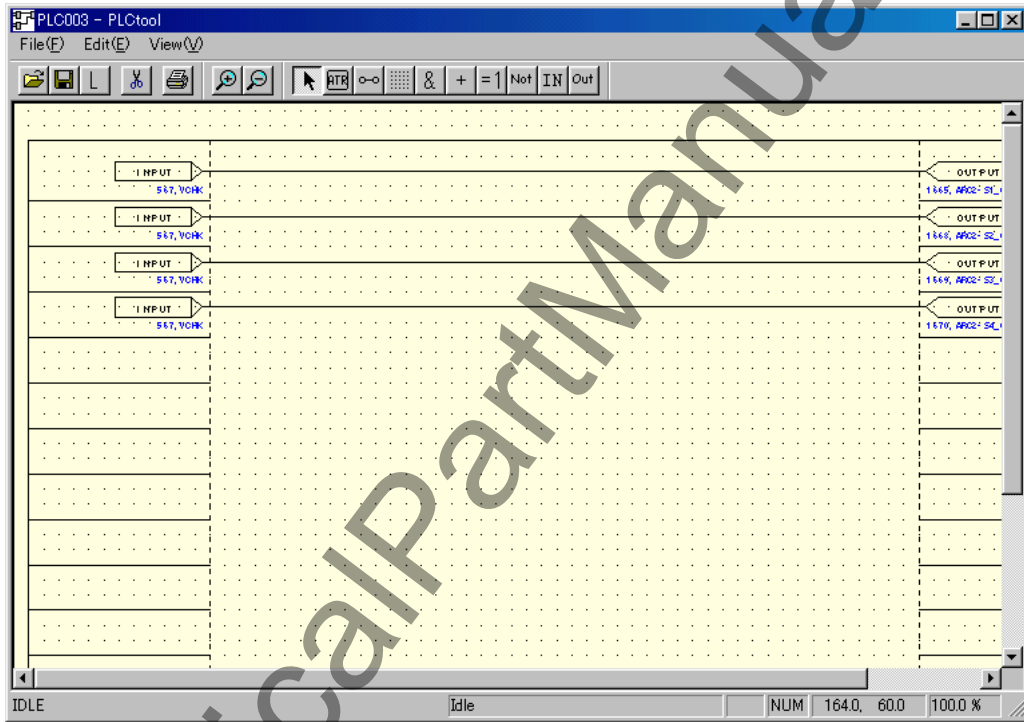 PLC003 - PLCtool
File(F) Edit(E) View(V)
L ATR & + =1 Not IN Out
INPUT OUTPUT
567, VCHK
INPUT OUTPUT
567, VCHK
INPUT OUTPUT
567, VCHK
INPUT OUTPUT
567, VCHK
IDLE Idle NUM 164.0, 60.0 100.0 %